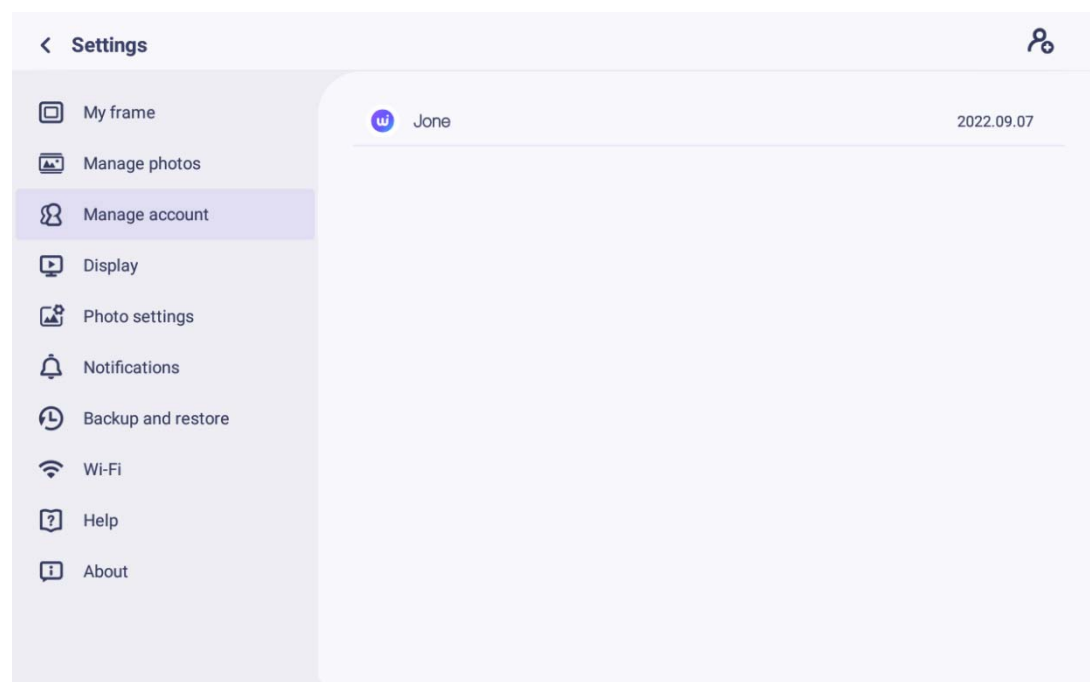 Settings
My frame
Manage photos
Manage account
Display
Photo settings
Notifications
Backup and restore
Wi-Fi
Help
About
Jone 2022.09.07